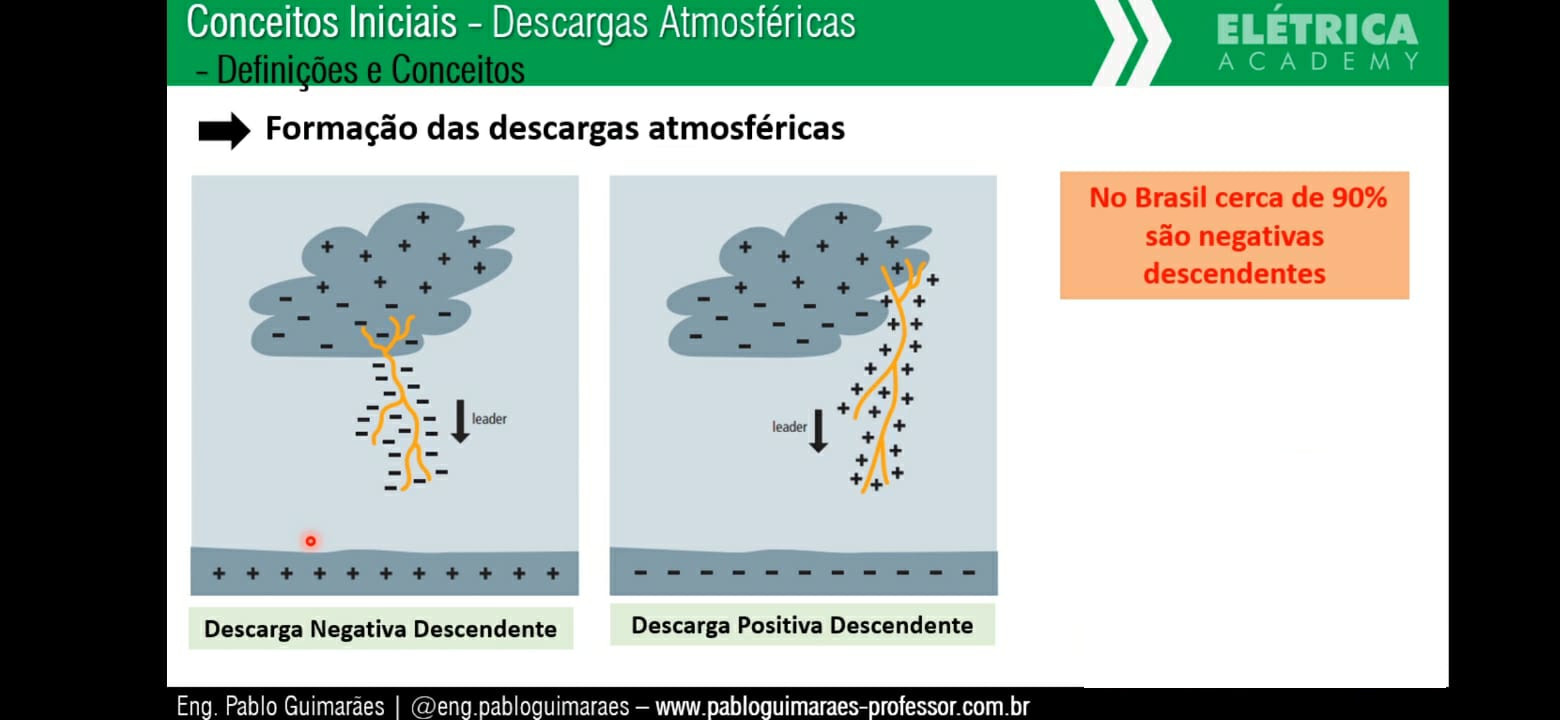 Conceitos Iniciais – Descargas Atmosféricas
– Definições e Conceitos
ELÉTRICA
ACADEMY
Formação das descargas atmosféricas
No Brasil cerca de 90%
são negativas
descendentes
leader
leader
Descarga Negativa Descendente
Descarga Positiva Descendente
Eng. Pablo Guimarães | @eng.pabloguimaraes – www.pabloguimaraes-professor.com.br